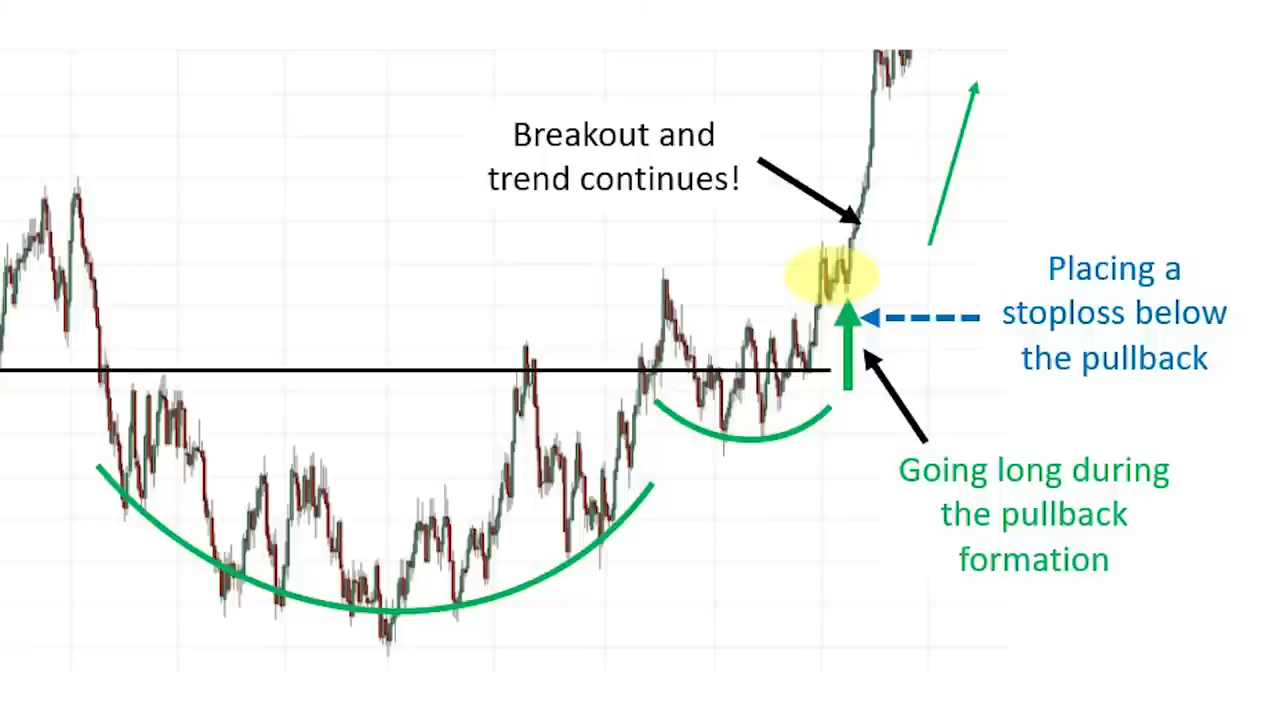 Breakout and
trend continues!
Placing a
stoploss below
the pullback
Going long during
the pullback
formation